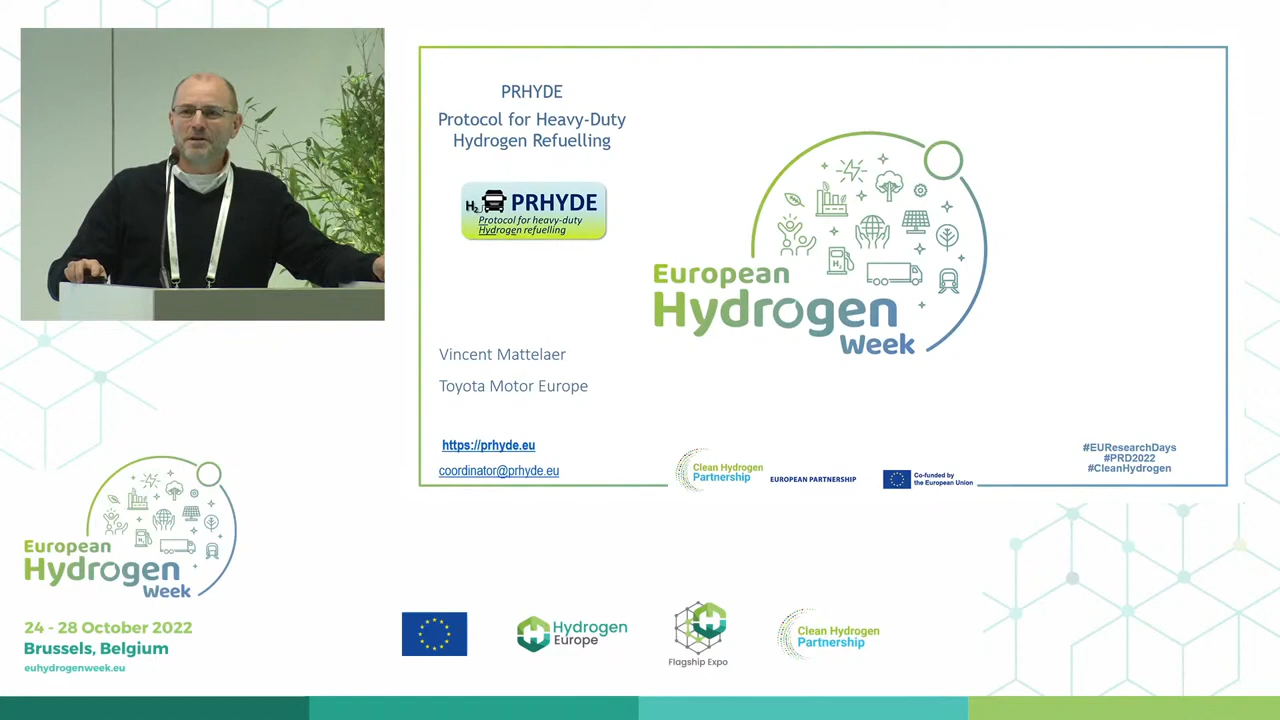 PRHYDE
Protocol for Heavy-Duty
Hydrogen Refuelling
H2 PRHYDE
Protocol for heavy-duty
Hydrogen refuelling
European
Hydrogen
Week
H2
Vincent Mattelaer
Toyota Motor Europe
https://prhyde.eu
coordinator@prhyde.eu
Clean Hydrogen
Partnership
EUROPEAN PARTNERSHIP
Co-funded by
the European Union
#EUResearchDays
#PRD2022
#CleanHydrogen
European
Hydrogen
Week
24 - 28 October 2022
Brussels, Belgium
euhydrogenweek.eu
Hydrogen
Europe
Flagship Expo
Clean Hydrogen
Partnership